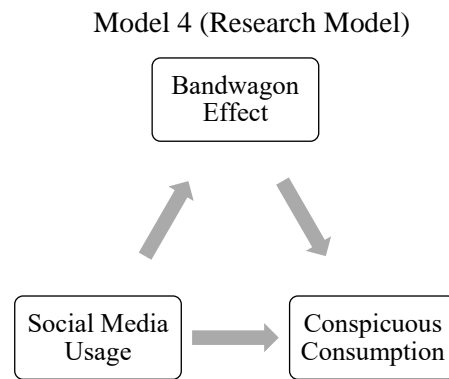 Model 4 (Research Model)
Bandwagon
Effect
Social Media
Usage
Conspicuous
Consumption